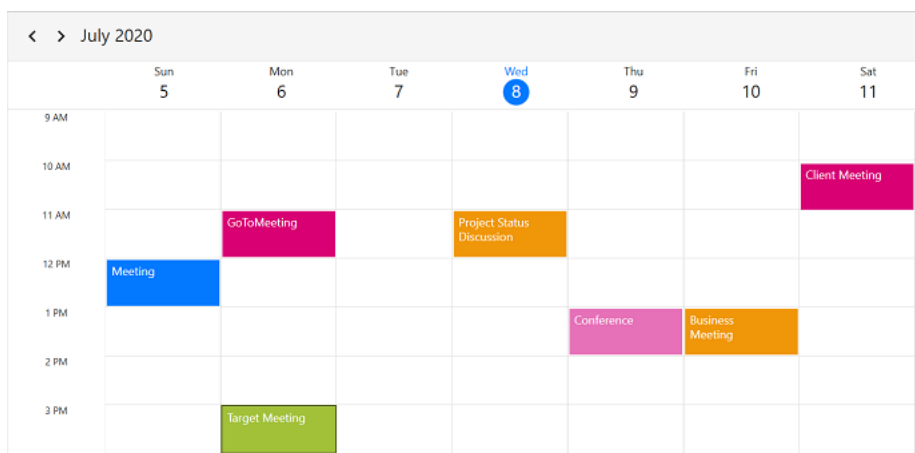 July 2020
Sun Mon Tue Wed Thu Fri Sat
5 6 7 8 9 10 11
9 AM
10 AM
Client Meeting
11 AM
GoToMeeting
Project Status
Discussion
12 PM
Meeting
1 PM
Conference
Business
Meeting
2 PM
3 PM
Target Meeting